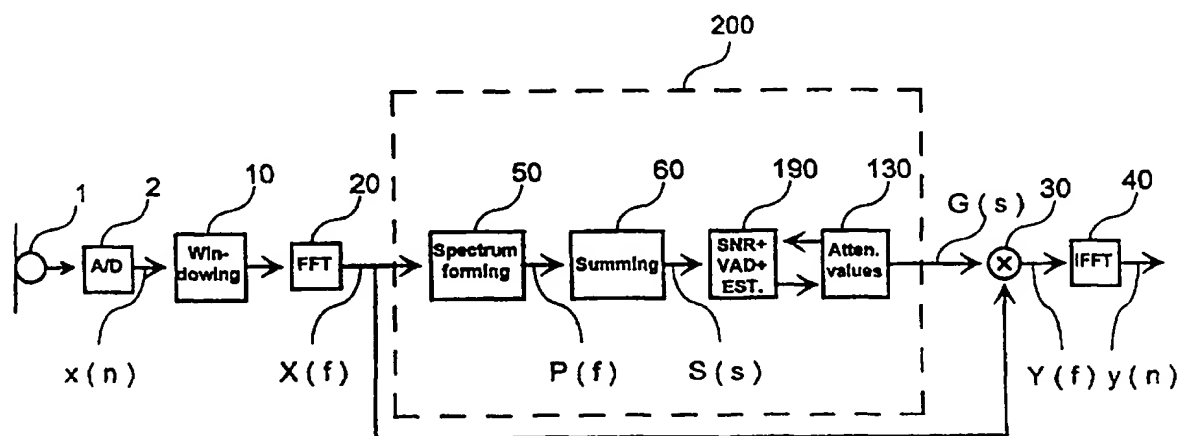 200
1
2
10
20
50
60
190
130
G(s)
30
40
A/D
Win-
dowing
FFT
Spectrum
forming
Summing
SNR+
VAD+
EST.
Atten.
values
X
IFFT
x(n)
X(f)
P(f)
S(s)
Y(f)
y(n)